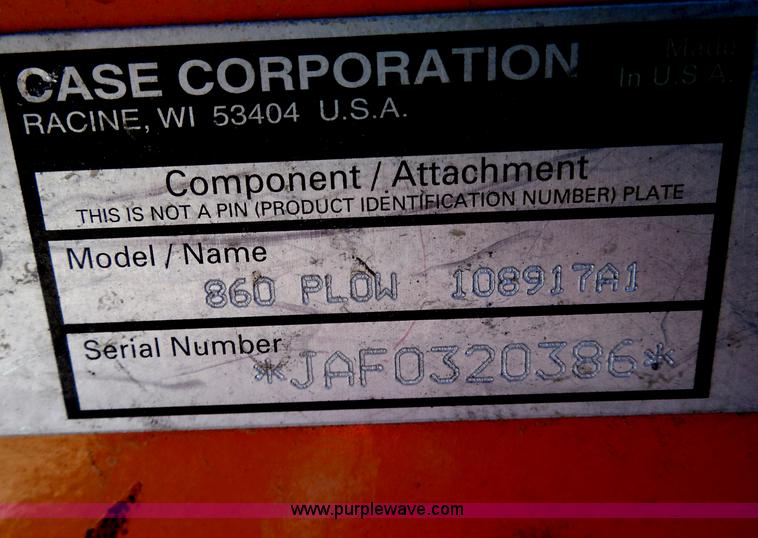 CASE CORPORATION
Made
In U.S.A.
RACINE, WI 53404 U.S.A.
Component / Attachment
THIS IS NOT A PIN (PRODUCT IDENTIFICATION NUMBER) PLATE
Model / Name
860 PLOW 108917A1
Serial Number
*JAF0320386*
www.purplewave.com